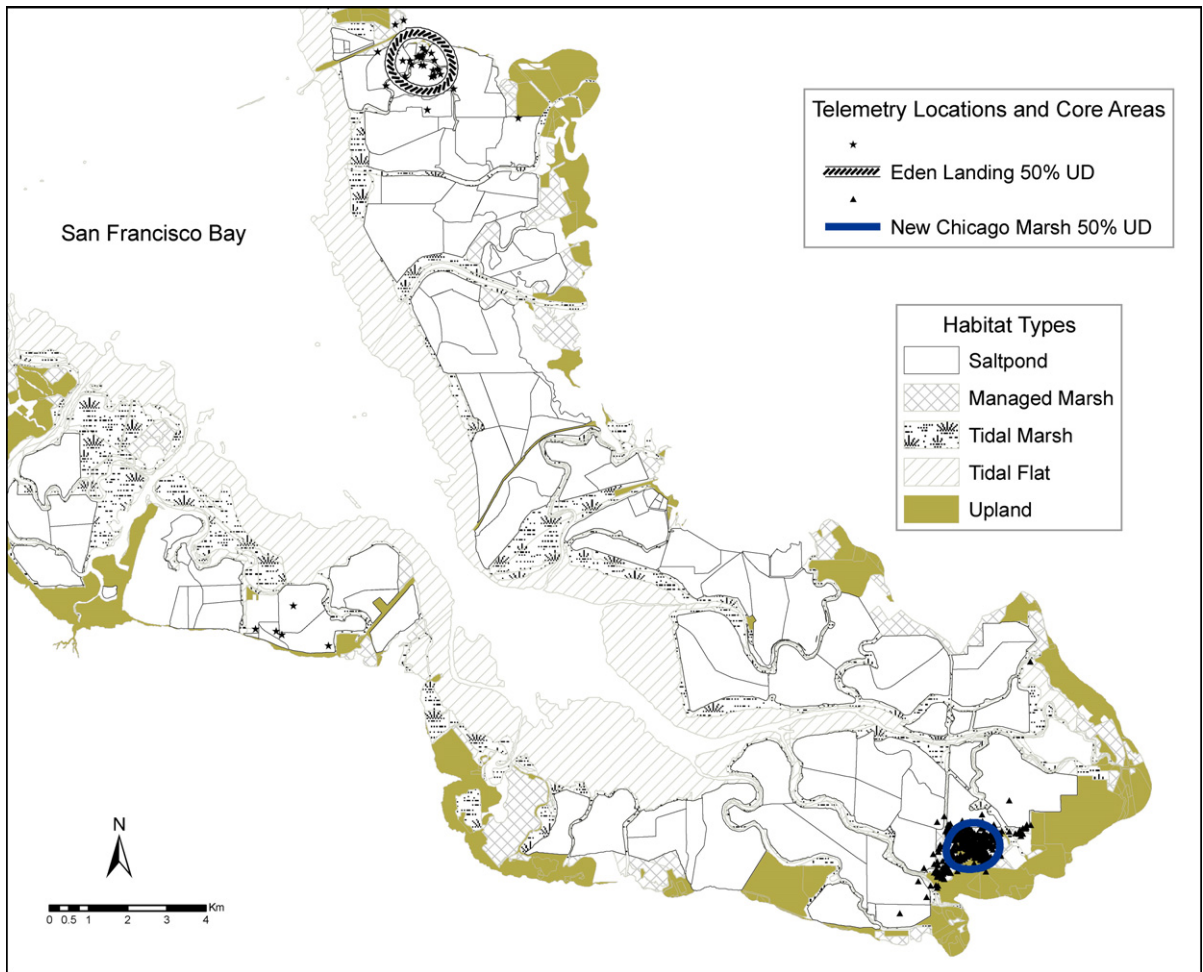 Telemetry Locations and Core Areas
Eden Landing 50% UD
New Chicago Marsh 50% UD
San Francisco Bay
Habitat Types
Saltpond
Managed Marsh
Tidal Marsh
Tidal Flat
Upland
N
Km
0 0.5 1 2 3 4